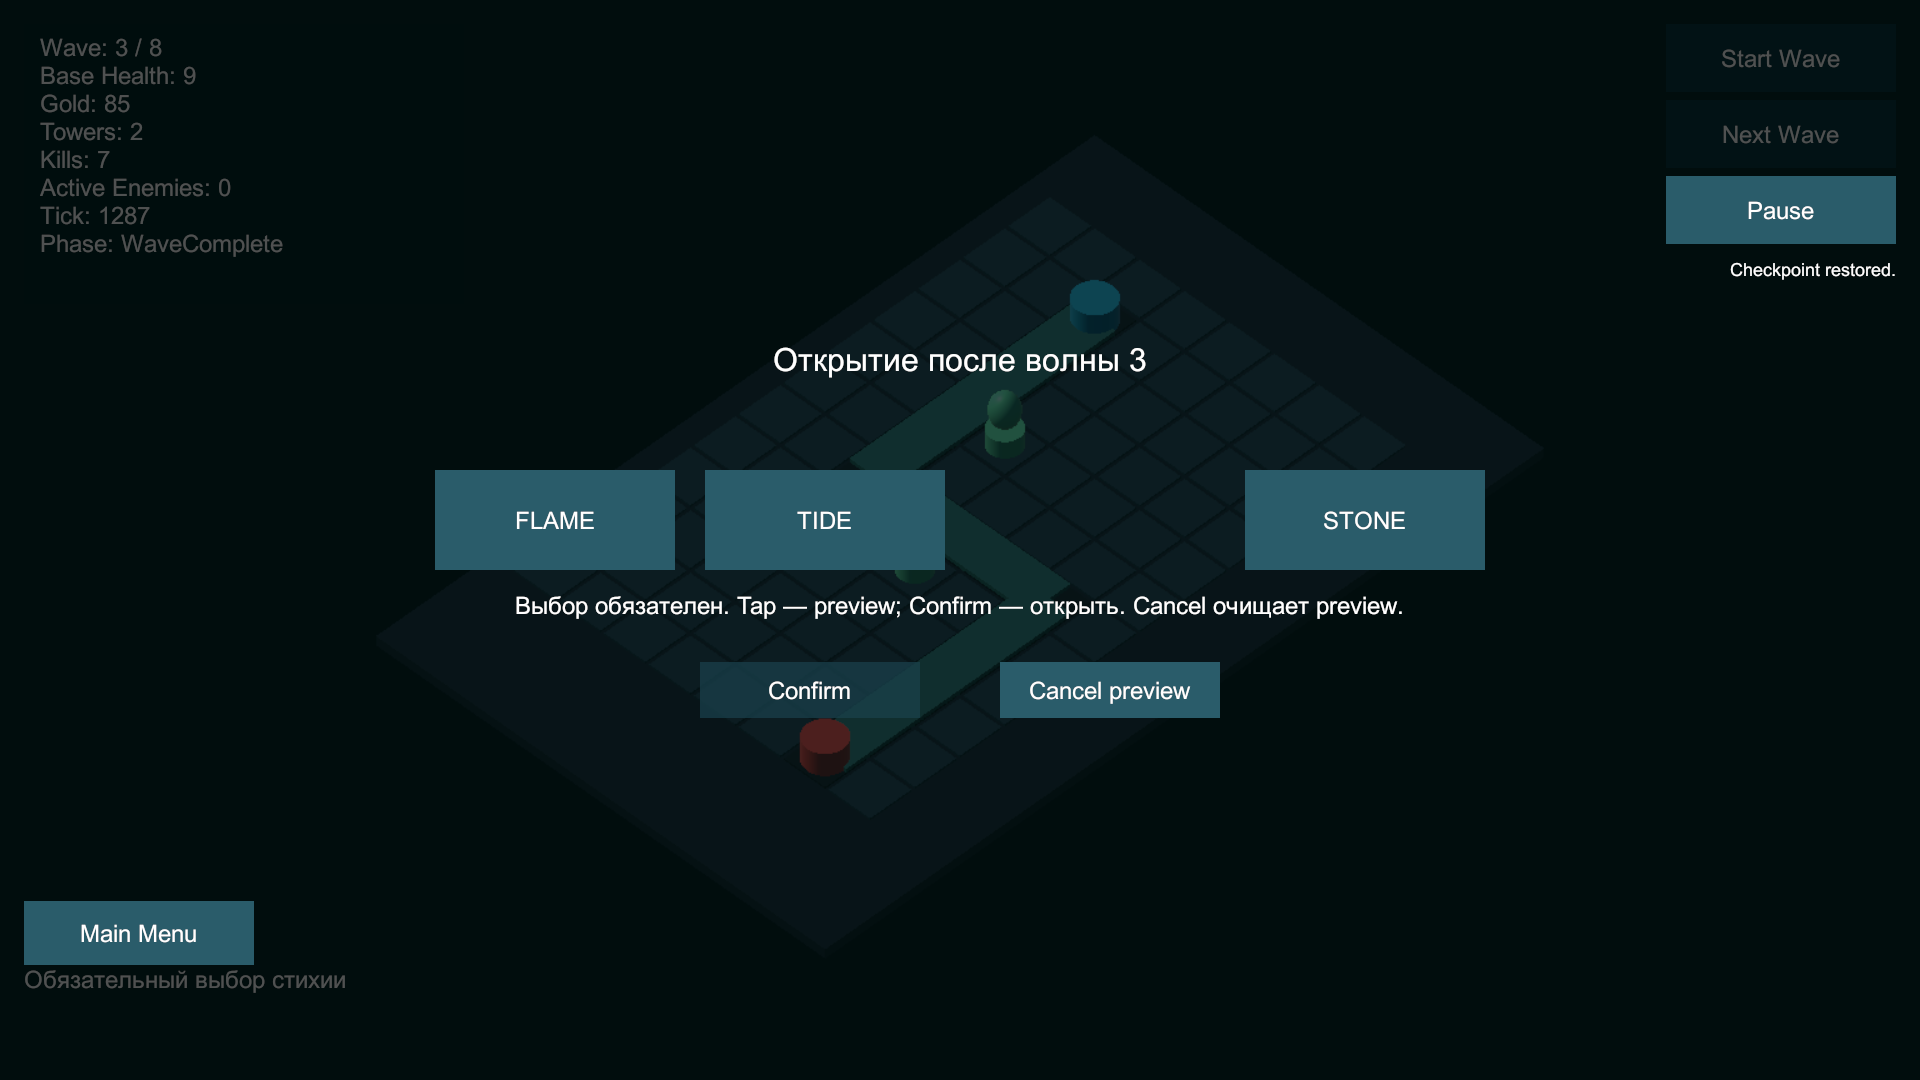 Wave: 3 / 8
Base Health: 9
Gold: 85
Towers: 2
Kills: 7
Active Enemies: 0
Tick: 1287
Phase: WaveComplete
Start Wave
Next Wave
Pause
Checkpoint restored.
Открытие после волны 3
FLAME
TIDE
STONE
Выбор обязателен. Tap — preview; Confirm — открыть. Cancel очищает preview.
Confirm
Cancel preview
Main Menu
Обязательный выбор стихии